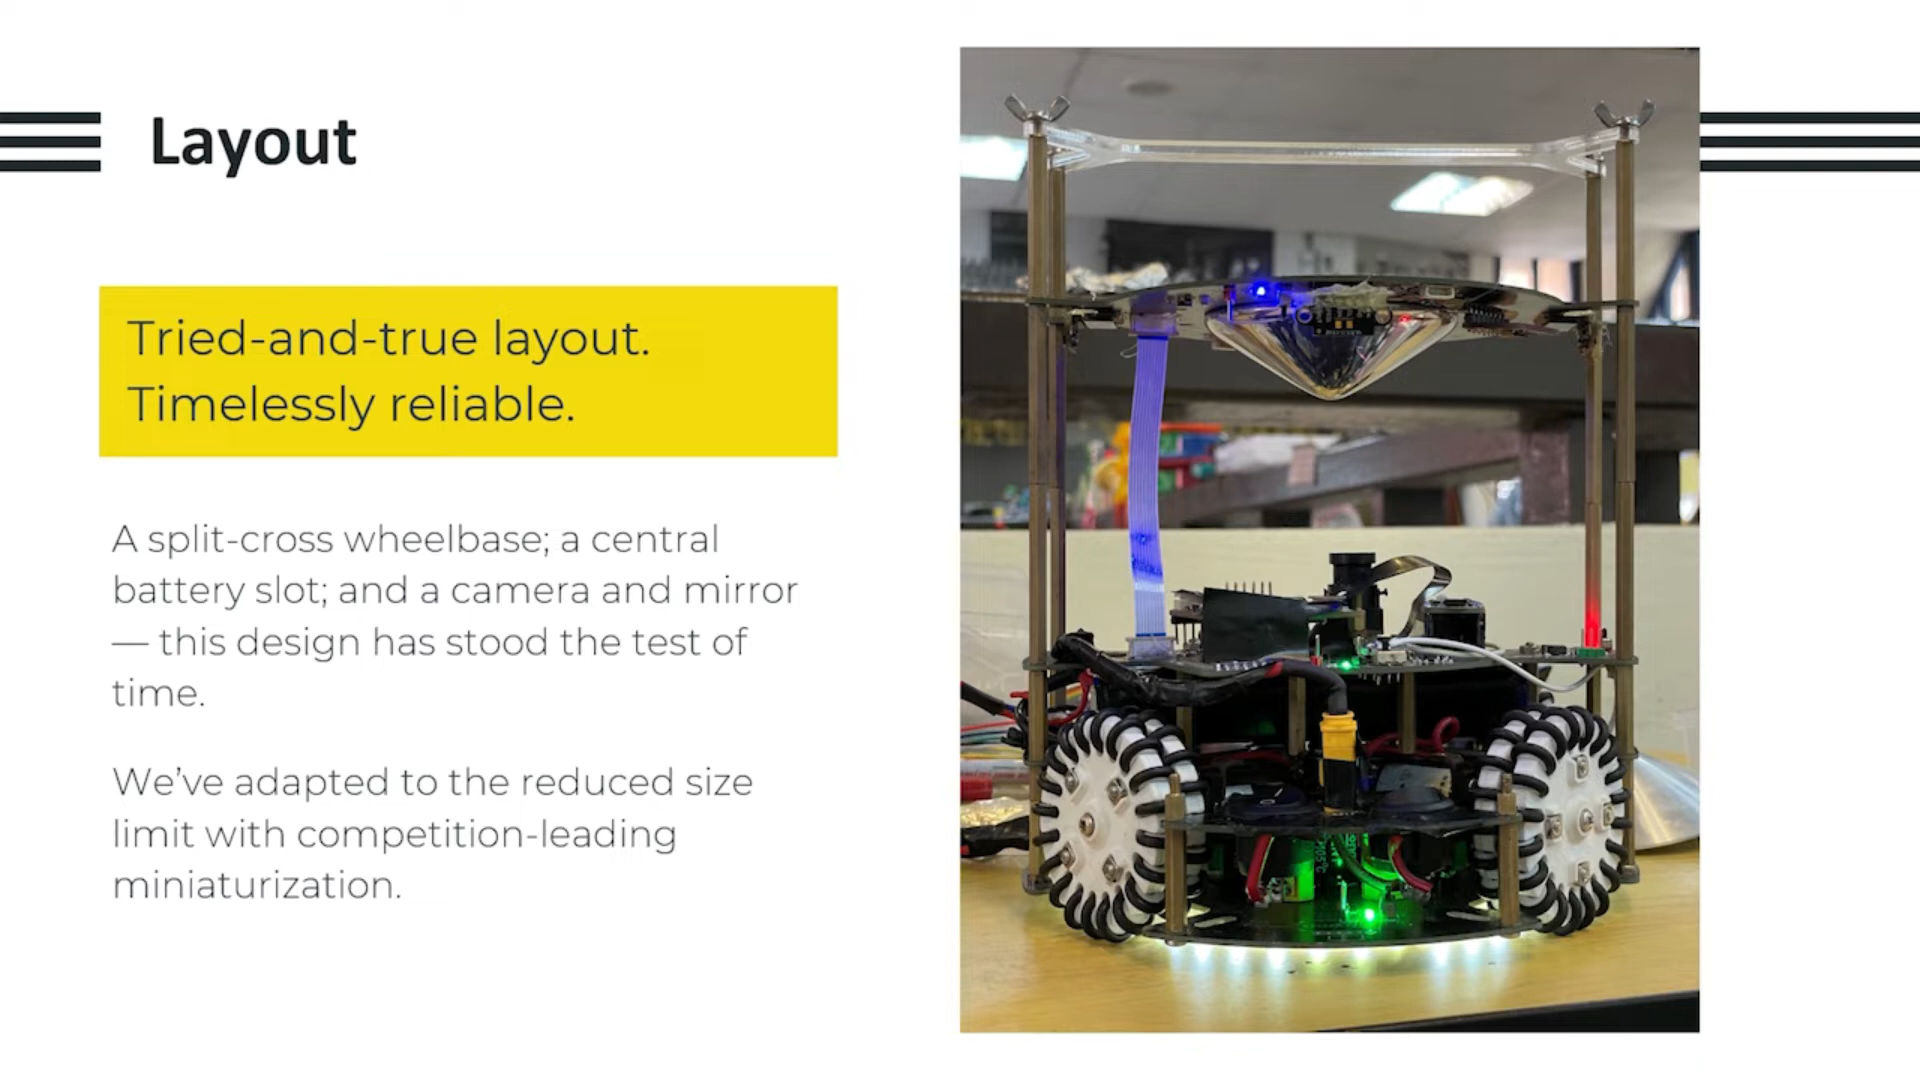 Layout
Tried-and-true layout.
Timelessly reliable.
A split-cross wheelbase; a central
battery slot; and a camera and mirror
— this design has stood the test of
time.
We’ve adapted to the reduced size
limit with competition-leading
miniaturization.
105°C